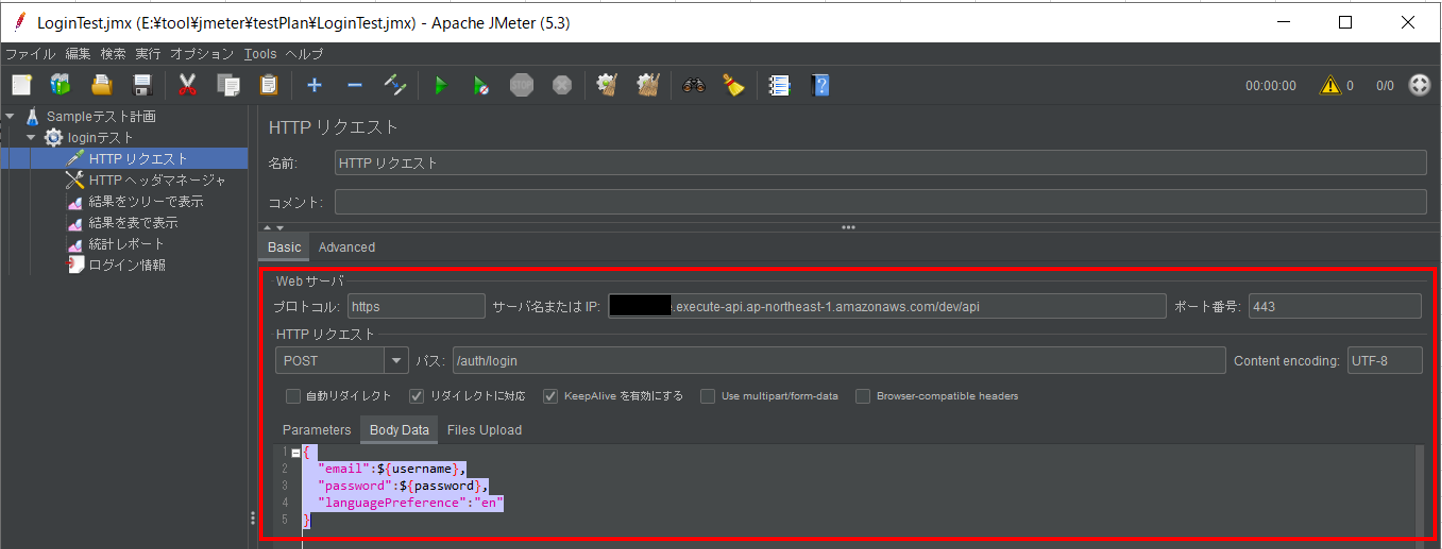 LoginTest.jmx (E:¥tool¥jmeter¥testPlan¥LoginTest.jmx) - Apache JMeter (5.3)
ファイル 編集 検索 実行 オプション Tools ヘルプ
STOP
00:00:00 0 0/0
Sampleテスト計画
loginテスト
HTTP リクエスト
HTTP ヘッダマネージャ
結果をツリーで表示
結果を表で表示
統計レポート
ログイン情報
HTTP リクエスト
名前: HTTP リクエスト
コメント:
Basic Advanced
Web サーバ
プロトコル: https サーバ名または IP: .execute-api.ap-northeast-1.amazonaws.com/dev/api ポート番号: 443
HTTP リクエスト
POST パス: /auth/login Content encoding: UTF-8
自動リダイレクト リダイレクトに対応 KeepAlive を有効にする Use multipart/form-data Browser-compatible headers
Parameters Body Data Files Upload
1 {
2 "email":${username},
3 "password":${password},
4 "languagePreference":"en"
5 }